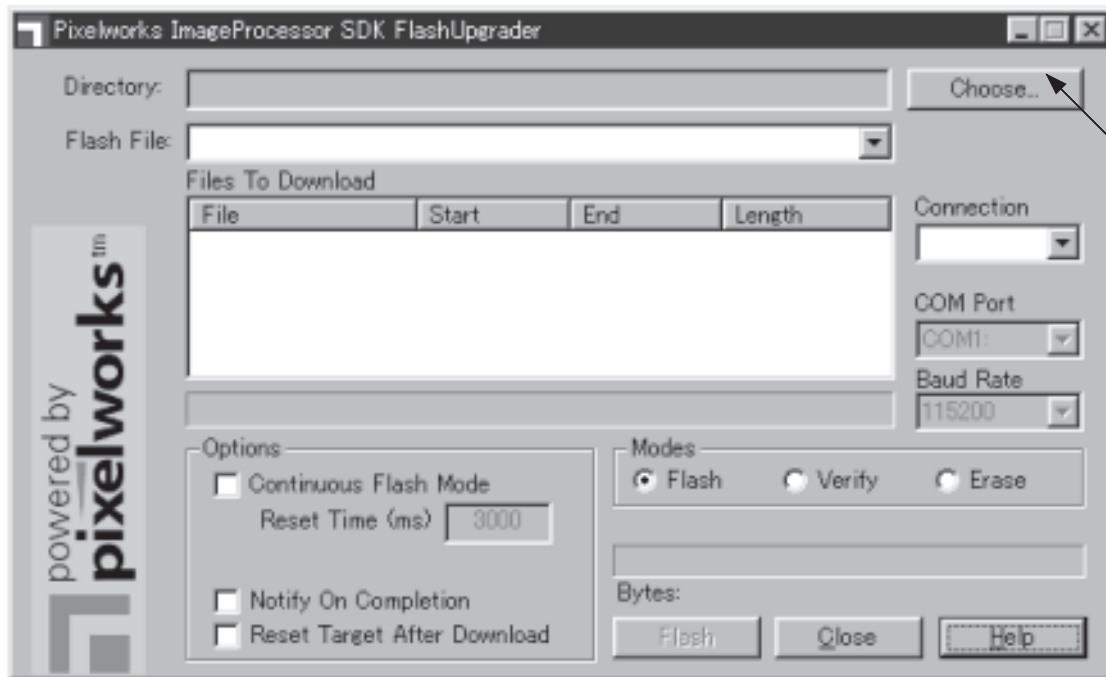 Pixelworks ImageProcessor SDK FlashUpgrader
Directory:
Choose...
Flash File:
Files To Download
File Start End Length
Connection
COM Port
COM1:
Baud Rate
115200
Options
Continuous Flash Mode
Reset Time (ms) 3000
Notify On Completion
Reset Target After Download
Modes
Flash Verify Erase
Bytes:
Flash Close Help
powered by
pixelworks™